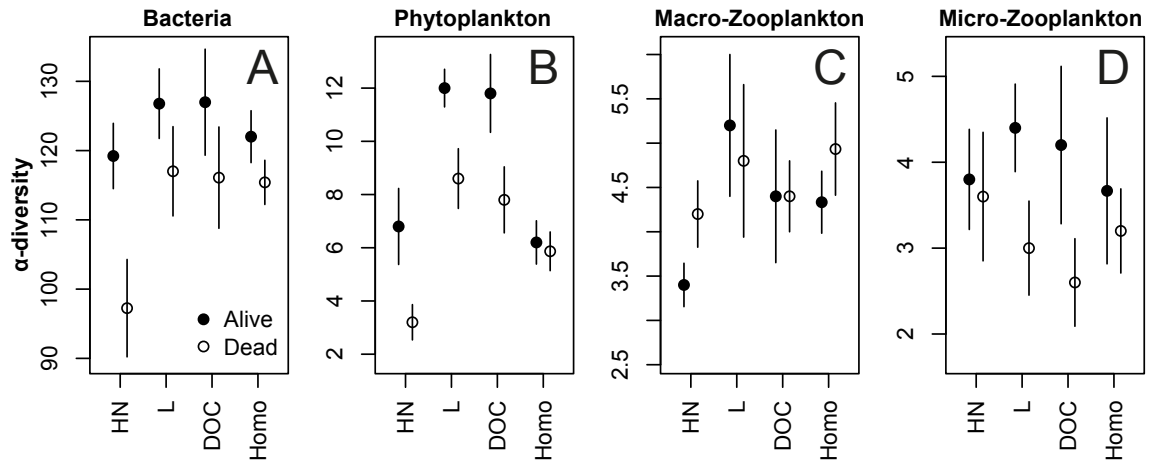 Bacteria
Phytoplankton
Macro-Zooplankton
Micro-Zooplankton
α-diversity
A
130
120
110
100
90
Alive
Dead
HN
L
DOC
Homo
B
12
10
8
6
4
2
HN
L
DOC
Homo
C
5.5
4.5
3.5
2.5
HN
L
DOC
Homo
D
5
4
3
2
HN
L
DOC
Homo